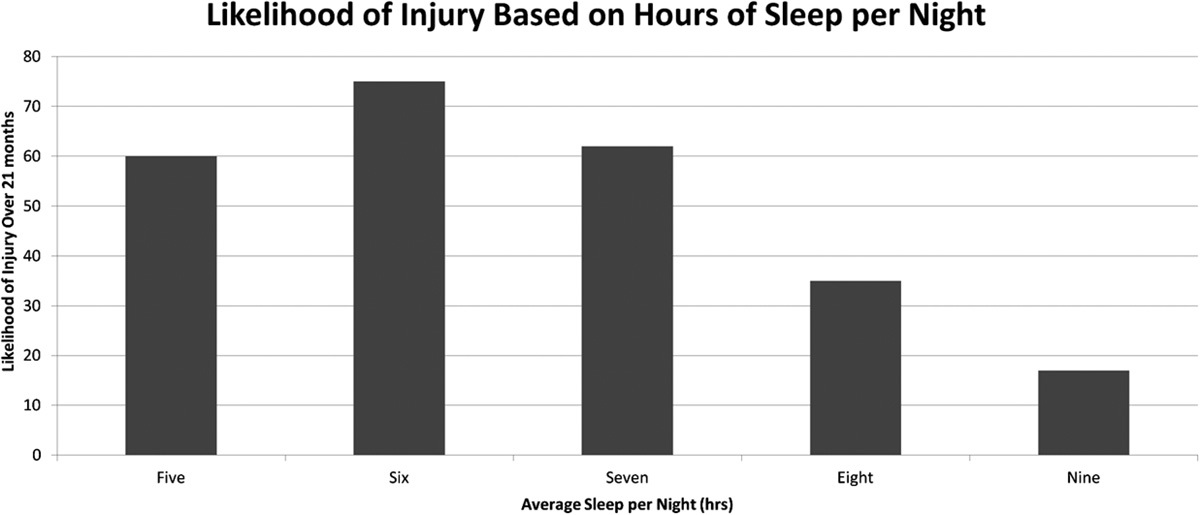 Likelihood of Injury Based on Hours of Sleep per Night
Likelihood of Injury Over 21 months
80
70
60
50
40
30
20
10
0
Five Six Seven Eight Nine
Average Sleep per Night (hrs)